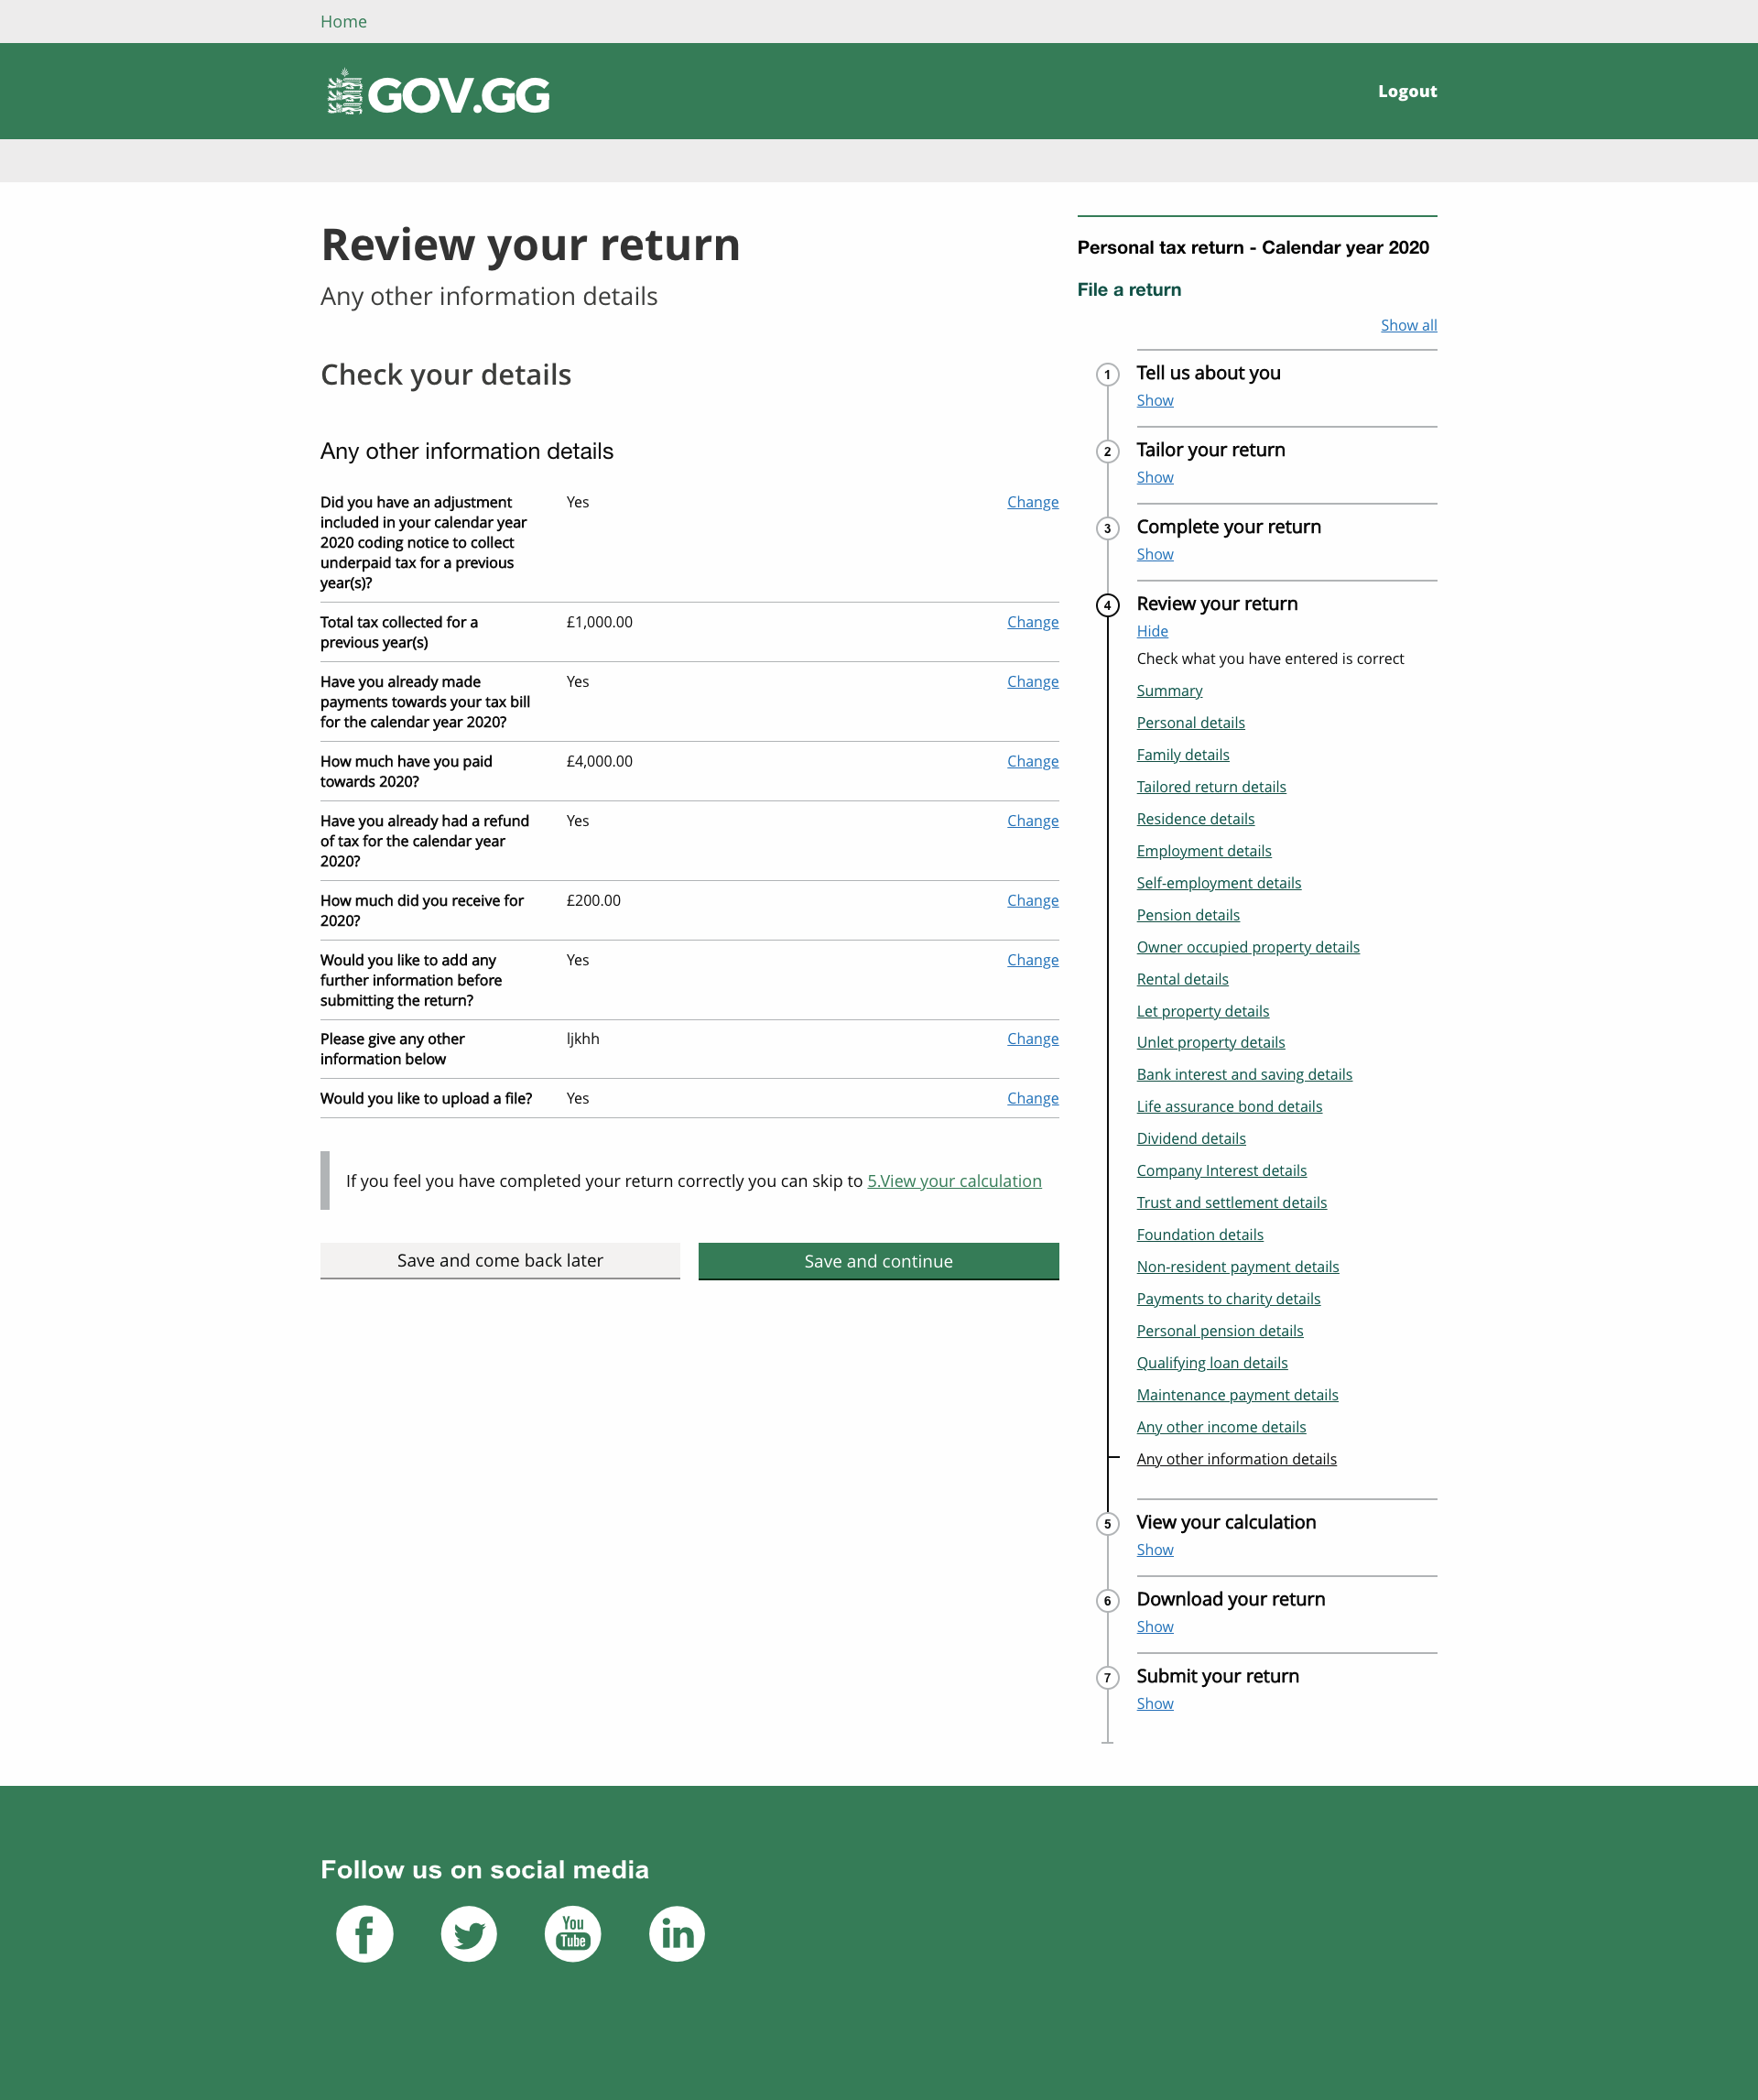 Home
GOV.GG
Logout
Review your return
Any other information details
Check your details
Any other information details
Did you have an adjustment
included in your calendar year
2020 coding notice to collect
underpaid tax for a previous
year(s)?
Yes
Change
Total tax collected for a
previous year(s)
£1,000.00
Change
Have you already made
payments towards your tax bill
for the calendar year 2020?
Yes
Change
How much have you paid
towards 2020?
£4,000.00
Change
Have you already had a refund
of tax for the calendar year
2020?
Yes
Change
How much did you receive for
2020?
£200.00
Change
Would you like to add any
further information before
submitting the return?
Yes
Change
Please give any other
information below
ljkhh
Change
Would you like to upload a file?
Yes
Change
If you feel you have completed your return correctly you can skip to 5.View your calculation
Save and come back later
Save and continue
Personal tax return - Calendar year 2020
File a return
Show all
1
Tell us about you
Show
2
Tailor your return
Show
3
Complete your return
Show
4
Review your return
Hide
Check what you have entered is correct
Summary
Personal details
Family details
Tailored return details
Residence details
Employment details
Self-employment details
Pension details
Owner occupied property details
Rental details
Let property details
Unlet property details
Bank interest and saving details
Life assurance bond details
Dividend details
Company Interest details
Trust and settlement details
Foundation details
Non-resident payment details
Payments to charity details
Personal pension details
Qualifying loan details
Maintenance payment details
Any other income details
Any other information details
5
View your calculation
Show
6
Download your return
Show
7
Submit your return
Show
Follow us on social media
f
You
Tube
in